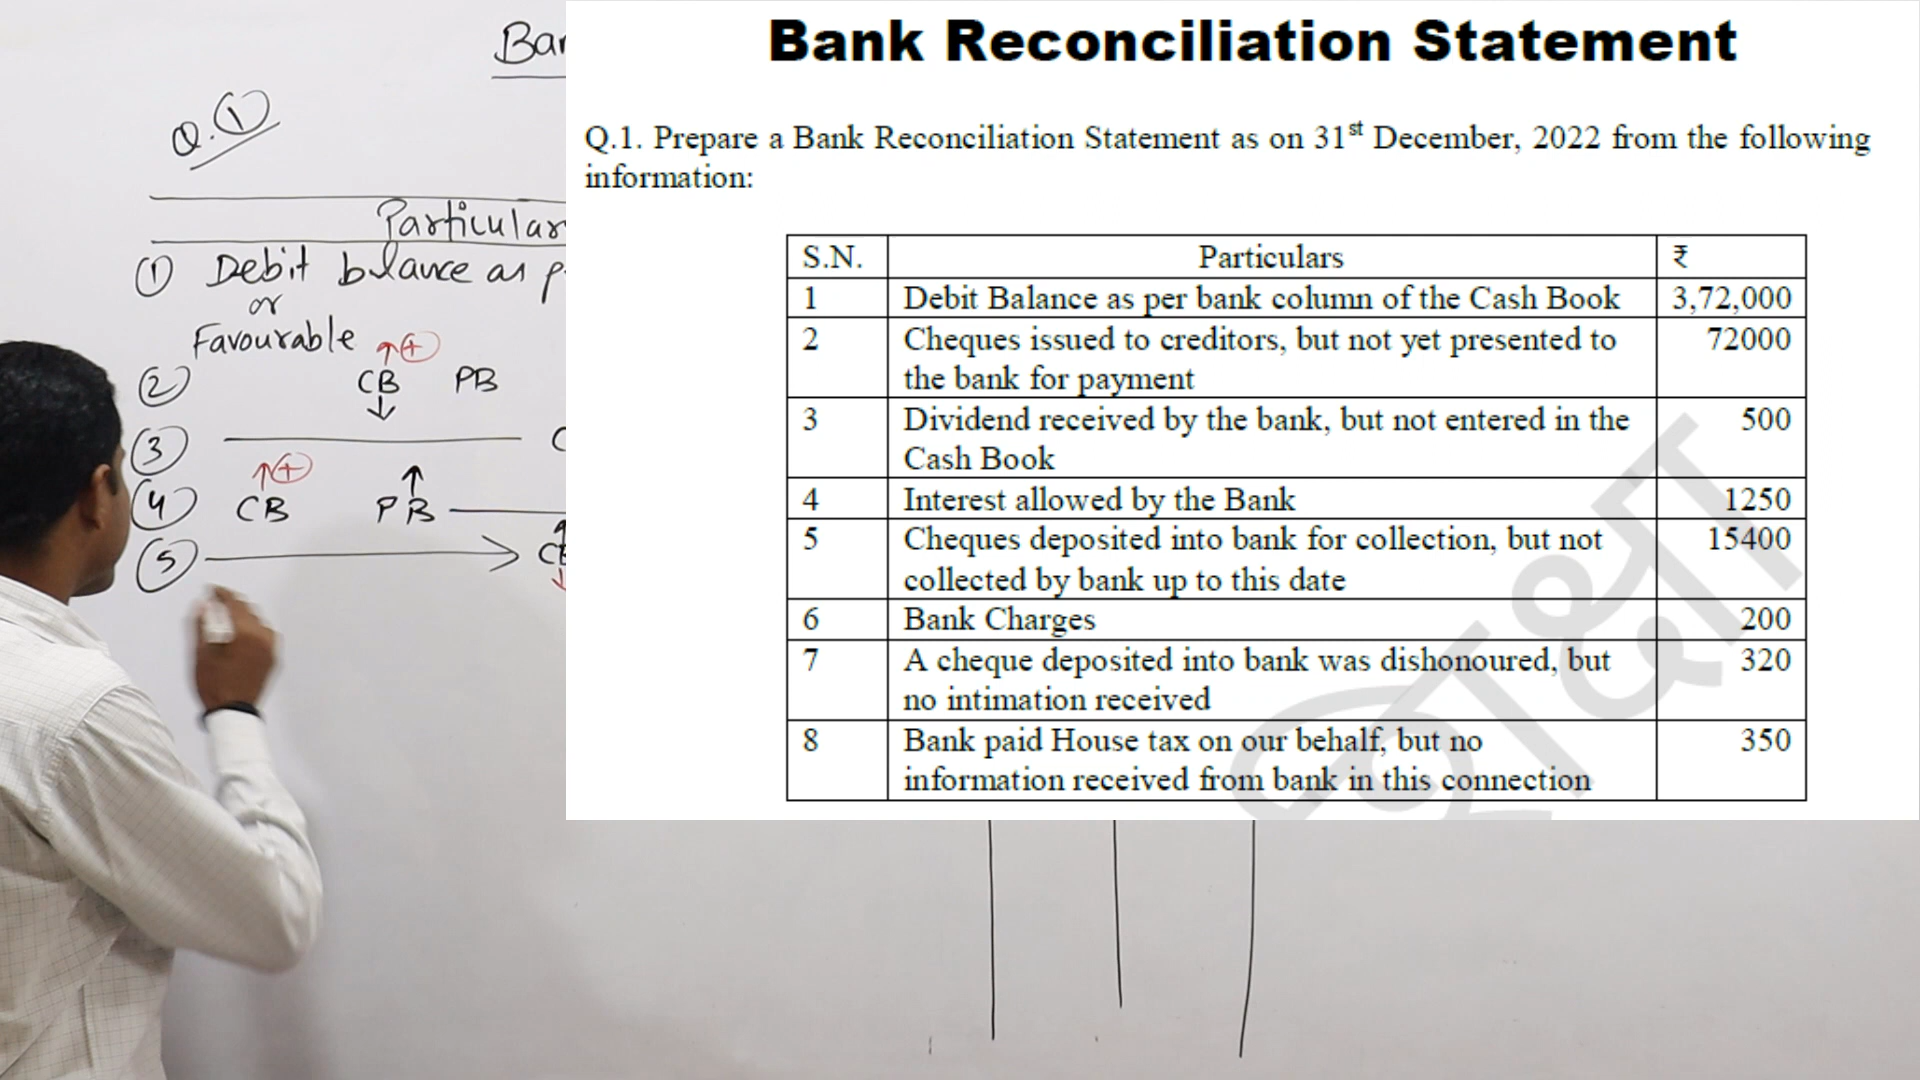 Bank Reconciliation Statement
Q.1. Prepare a Bank Reconciliation Statement as on 31st December, 2022 from the following
information:
S.N. Particulars ₹
1 Debit Balance as per bank column of the Cash Book 3,72,000
2 Cheques issued to creditors, but not yet presented to 72000
the bank for payment
3 Dividend received by the bank, but not entered in the 500
Cash Book
4 Interest allowed by the Bank 1250
5 Cheques deposited into bank for collection, but not 15400
collected by bank up to this date
6 Bank Charges 200
7 A cheque deposited into bank was dishonoured, but 320
no intimation received
8 Bank paid House tax on our behalf, but no 350
information received from bank in this connection
Ban
Q. 1
Particular
1 Debit balance as p
or
Favourable ↑+
2 CB PB
↓
3
↑+ ↑
4 CB PB
5 → C